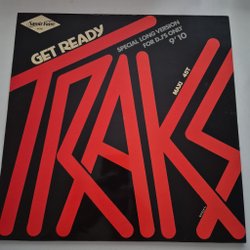 GET READY
SPECIAL LONG VERSION
FOR D.J'S ONLY
9'10
MAXI 45T
TRAKS